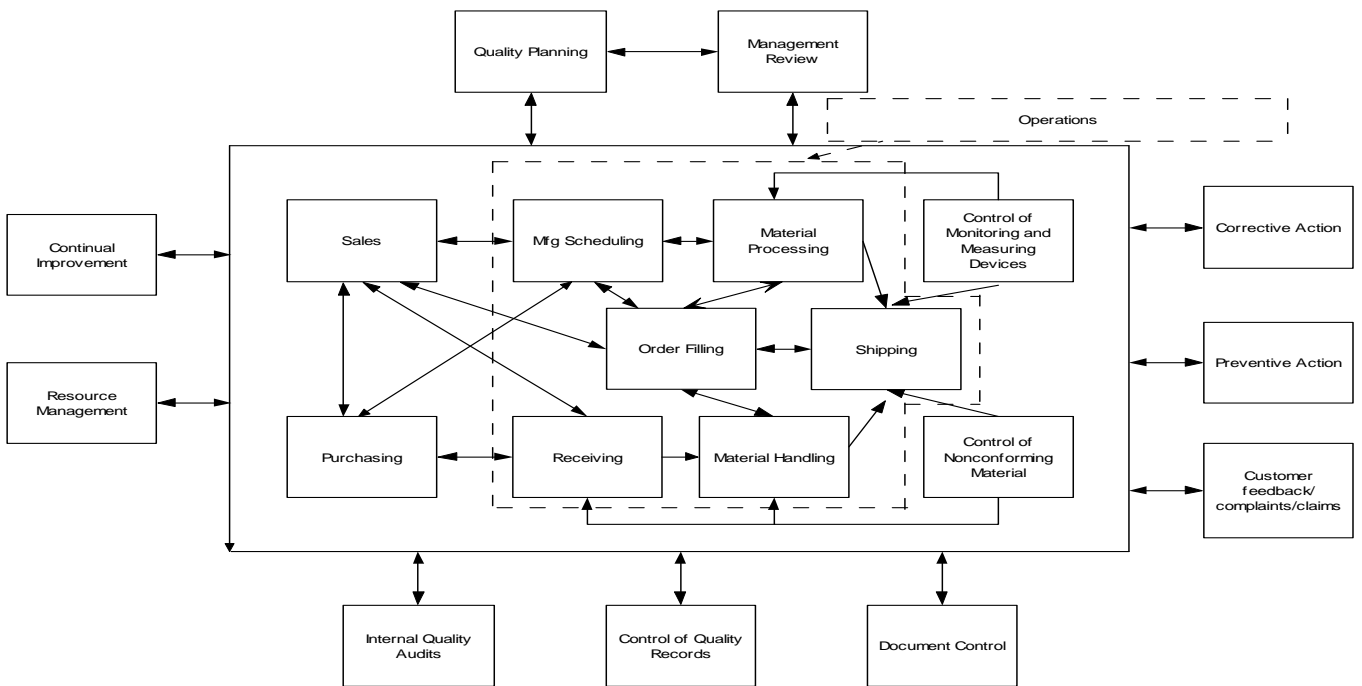 Quality Planning
Management
Review
Operations
Continual
Improvement
Sales
Mfg Scheduling
Material
Processing
Control of
Monitoring and
Measuring
Devices
Corrective Action
Order Filling
Shipping
Preventive Action
Resource
Management
Purchasing
Receiving
Material Handling
Control of
Nonconforming
Material
Customer
feedback/
complaints/claims
Internal Quality
Audits
Control of Quality
Records
Document Control